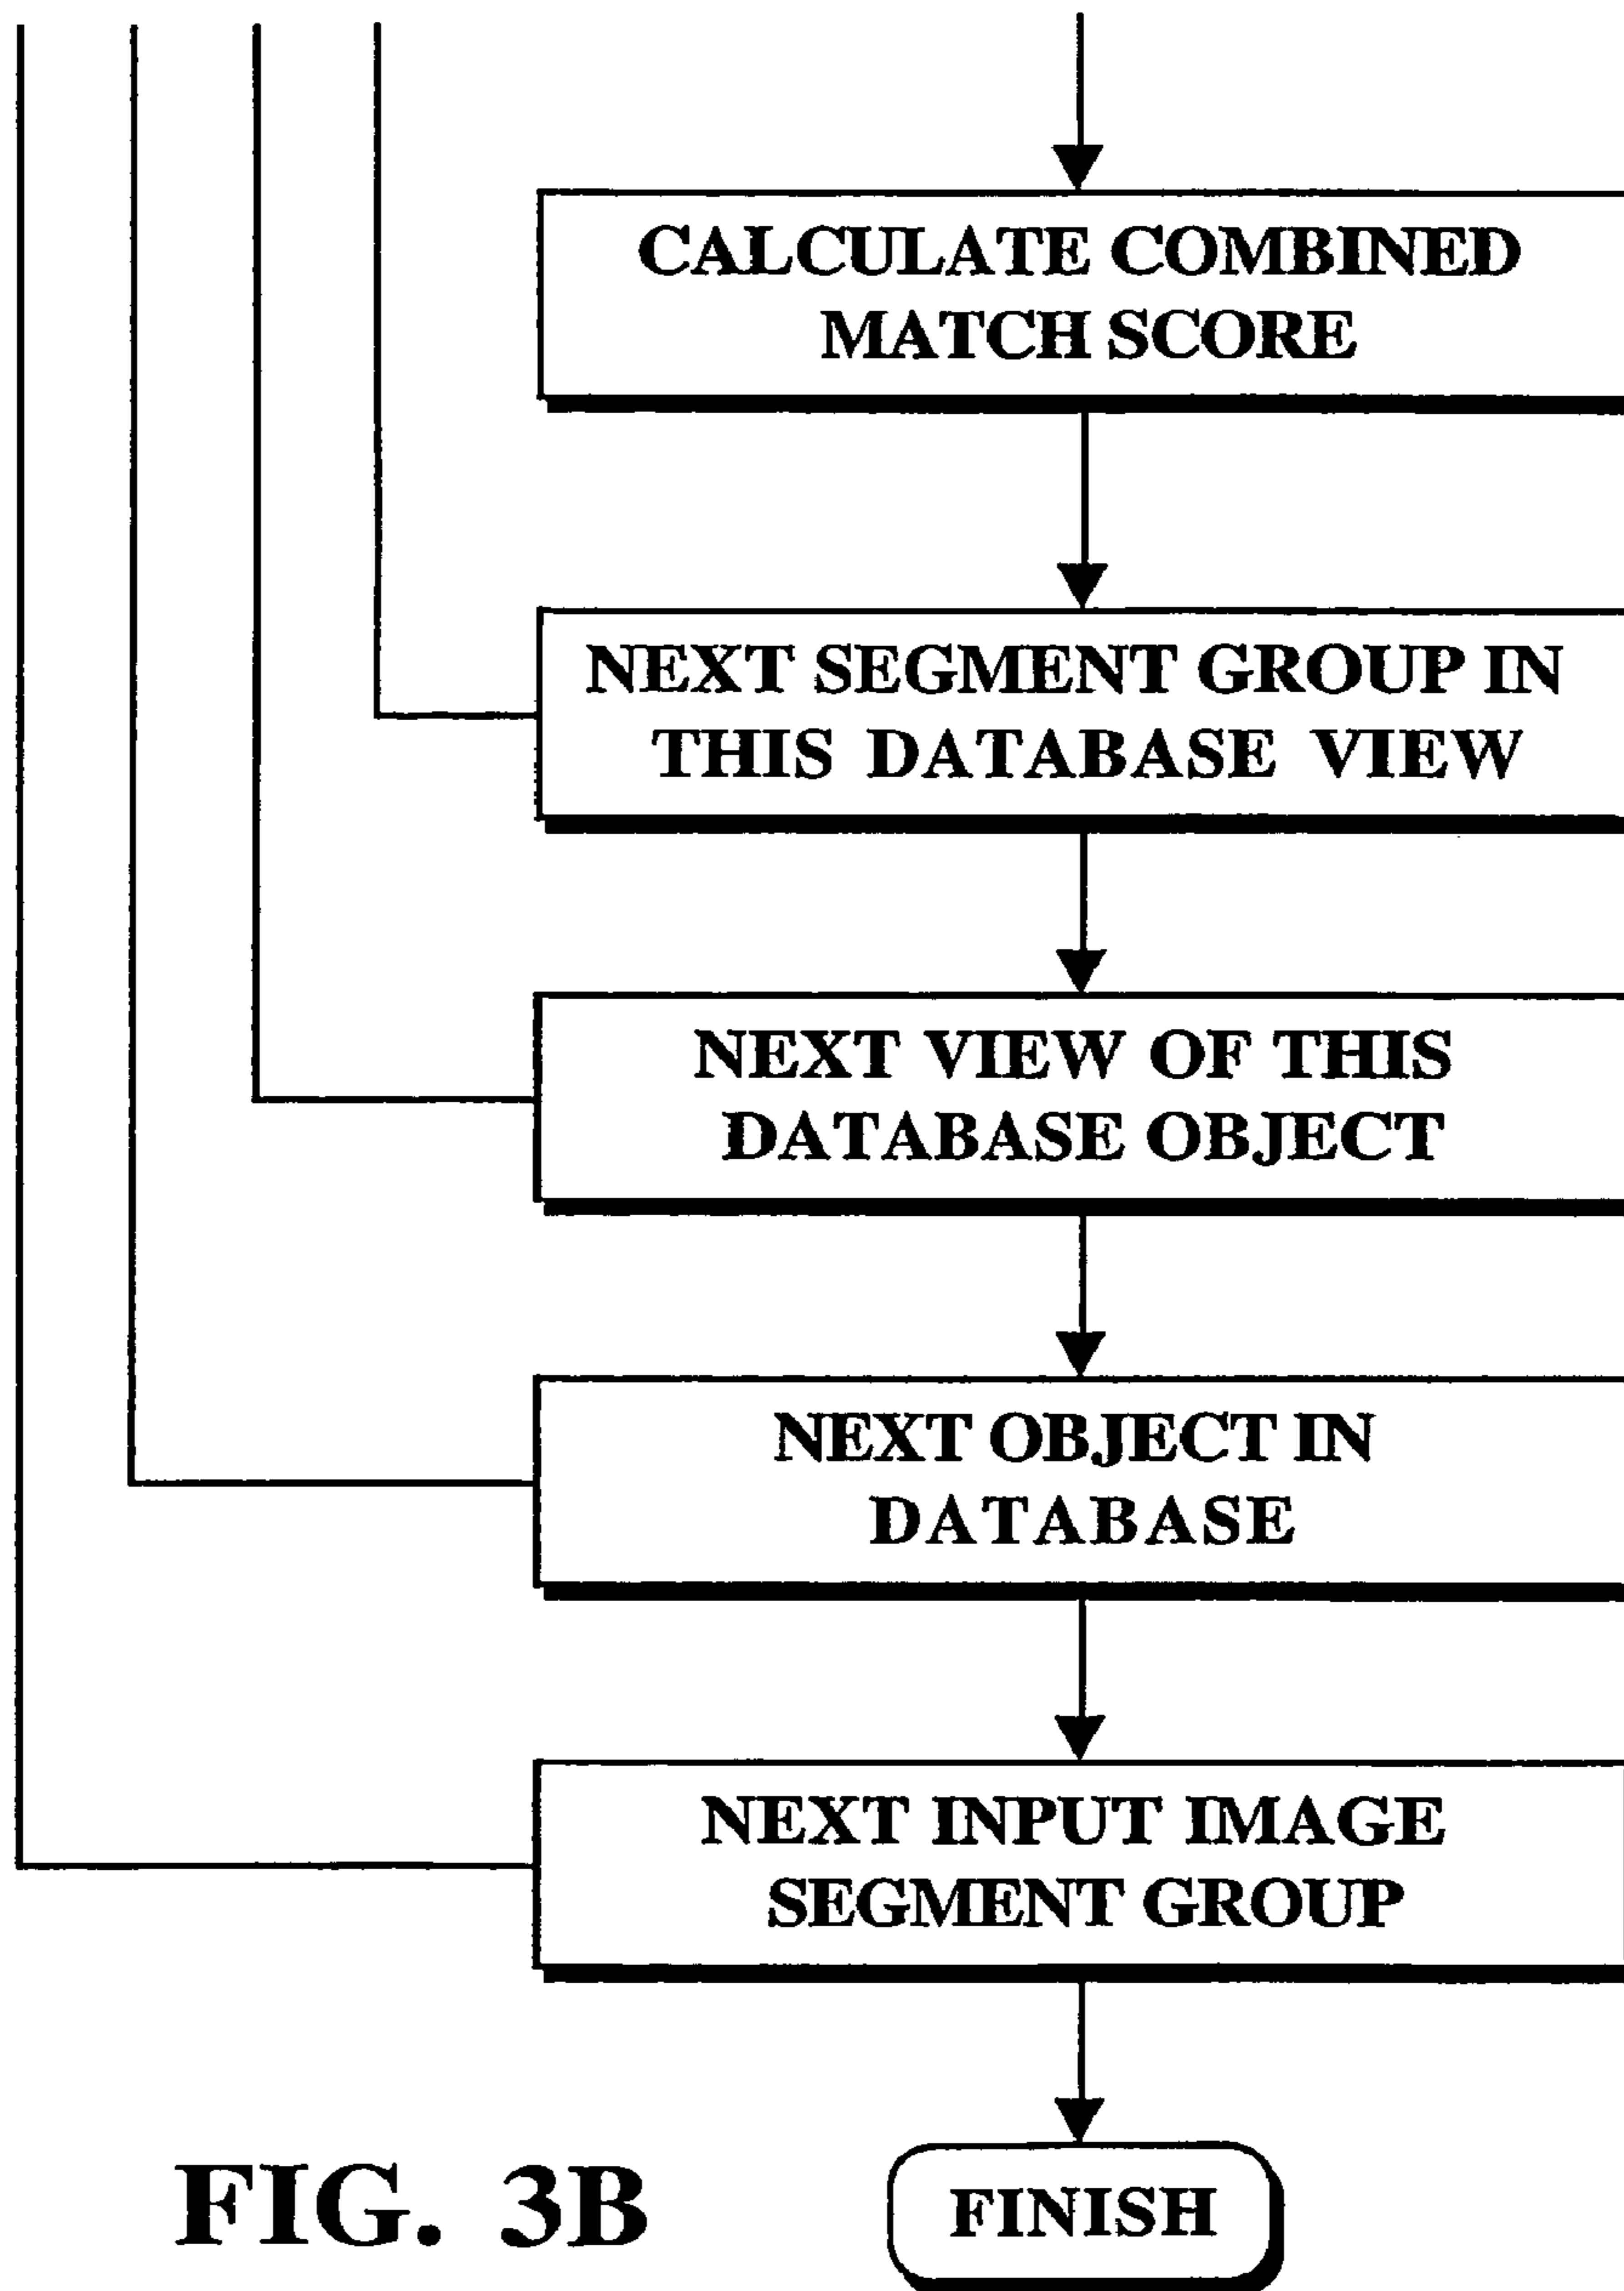 CALCULATE COMBINED
MATCH SCORE
NEXT SEGMENT GROUP IN
THIS DATABASE VIEW
NEXT VIEW OF THIS
DATABASE OBJECT
NEXT OBJECT IN
DATABASE
NEXT INPUT IMAGE
SEGMENT GROUP
FIG. 3B
FINISH